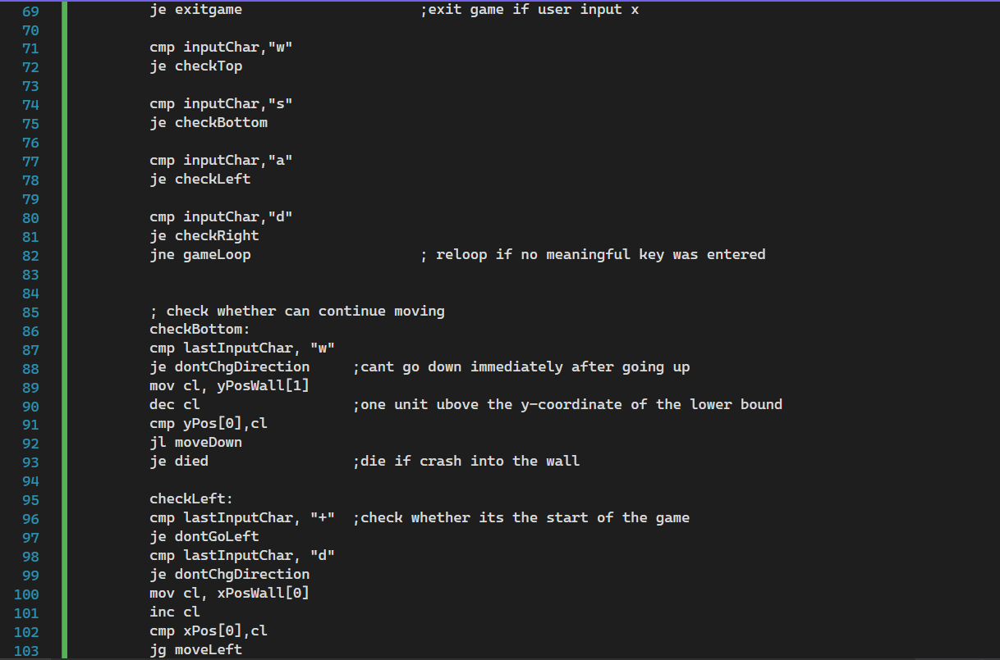 69 je exitgame ;exit game if user input x
70
71 cmp inputChar,"w"
72 je checkTop
73
74 cmp inputChar,"s"
75 je checkBottom
76
77 cmp inputChar,"a"
78 je checkLeft
79
80 cmp inputChar,"d"
81 je checkRight
82 jne gameLoop ; reloop if no meaningful key was entered
83
84
85 ; check whether can continue moving
86 checkBottom:
87 cmp lastInputChar, "w"
88 je dontChgDirection ;cant go down immediately after going up
89 mov cl, yPosWall[1]
90 dec cl ;one unit ubove the y-coordinate of the lower bound
91 cmp yPos[0],cl
92 jl moveDown
93 je died ;die if crash into the wall
94
95 checkLeft:
96 cmp lastInputChar, "+" ;check whether its the start of the game
97 je dontGoLeft
98 cmp lastInputChar, "d"
99 je dontChgDirection
100 mov cl, xPosWall[0]
101 inc cl
102 cmp xPos[0],cl
103 jg moveLeft